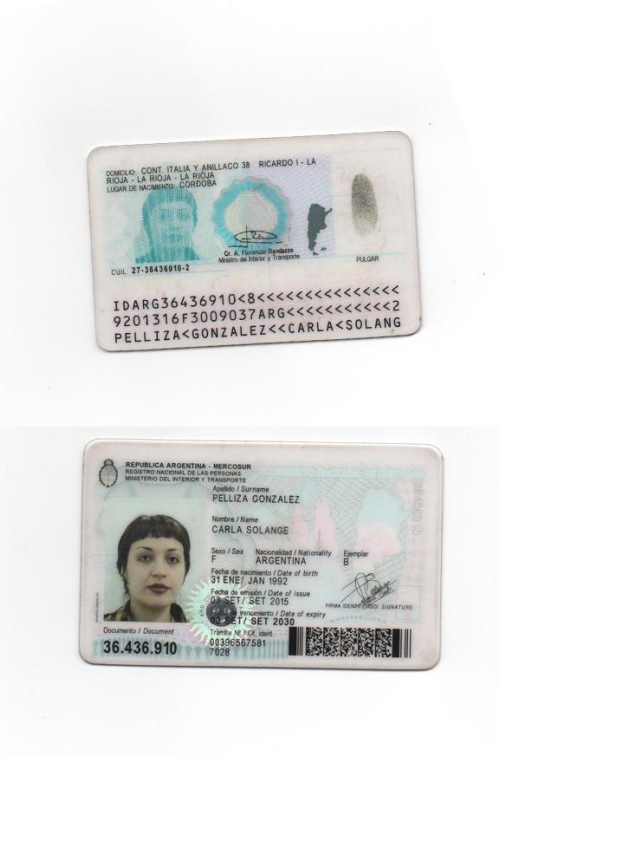 DOMICILIO: CONT. ITALIA Y ANILLACO 38 RICARDO I - LA
RIOJA - LA RIOJA - LA RIOJA
LUGAR DE NACIMIENTO: CORDOBA
Ministro del Interior y Transporte
PULGAR
CUIL: 27-36436910-2
IDARG36436910<8<<<<<<<<<<<<<<<
9201316F3009037ARG<<<<<<<<<<<2
PELLIZA<GONZALEZ<<CARLA<SOLANG
REPUBLICA ARGENTINA - MERCOSUR
REGISTRO NACIONAL DE LAS PERSONAS
MINISTERIO DEL INTERIOR Y TRANSPORTE
Apellido / Surname
PELLIZA GONZALEZ
Nombre / Name
CARLA SOLANGE
Sexo / Sex Nacionalidad / Nationality Ejemplar
F ARGENTINA B
Fecha de nacimiento / Date of birth
31 ENE/ JAN 1992
Fecha de emisión / Date of issue
03 SET/ SET 2015
vencimiento / Date of expiry
03 SET/ SET 2030
FIRMA IDENTIFICADO/ SIGNATURE
Documento / Document
36.436.910
Trámite Nº / Of. ident.
00396567581
7028